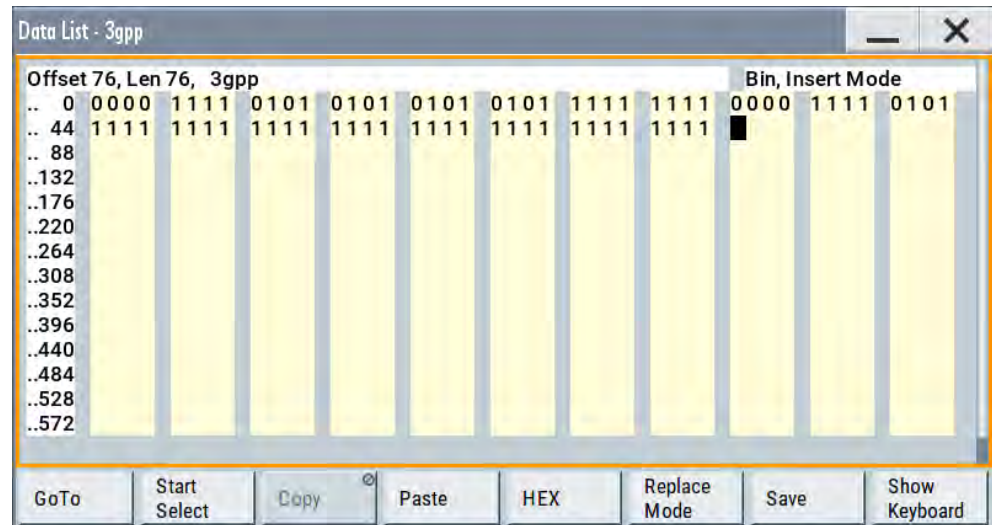 Data List - 3gpp
Offset 76, Len 76, 3gpp Bin, Insert Mode
.. 0 0000 1111 0101 0101 0101 0101 1111 1111 0000 1111 0101
.. 44 1111 1111 1111 1111 1111 1111 1111 1111
.. 88
..132
..176
..220
..264
..308
..352
..396
..440
..484
..528
..572
GoTo Start Select Copy Paste HEX Replace Mode Save Show Keyboard